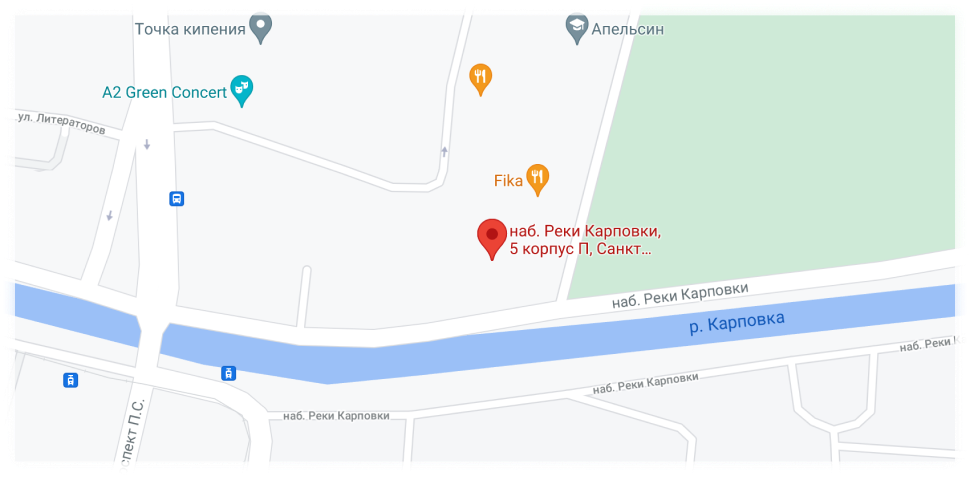 Точка кипения
Апельсин
A2 Green Concert
ул. Литераторов
Fika
наб. Реки Карповки,
5 корпус П, Санкт...
наб. Реки Карповки
р. Карповка
наб. Реки
наб. Реки Карповки
наб. Реки Карповки
спект П.С.